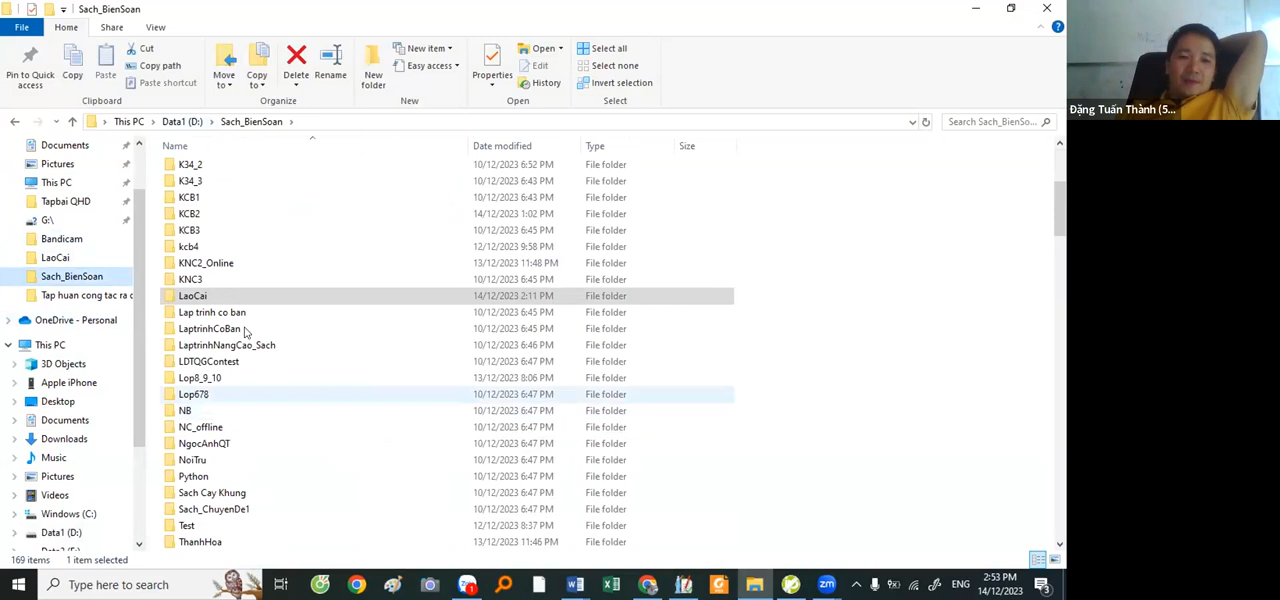 Sach_BienSoan
File Home Share View
Pin to Quick access
Copy
Paste
Cut
Copy path
Paste shortcut
Clipboard
Move to
Copy to
Delete
Rename
Organize
New folder
New item
Easy access
New
Properties
Open
Edit
History
Open
Select all
Select none
Invert selection
Select
Đặng Tuấn Thành (5...
This PC > Data1 (D:) > Sach_BienSoan >
Search Sach_BienSo...
Documents
Pictures
This PC
Tapbai QHD
G:\
Bandicam
LaoCai
Sach_BienSoan
Tap huan cong tac ra c
OneDrive - Personal
This PC
3D Objects
Apple iPhone
Desktop
Documents
Downloads
Music
Pictures
Videos
Windows (C:)
Data1 (D:)
Name Date modified Type Size
K34_2 10/12/2023 6:52 PM File folder
K34_3 10/12/2023 6:43 PM File folder
KCB1 10/12/2023 6:43 PM File folder
KCB2 14/12/2023 1:02 PM File folder
KCB3 10/12/2023 6:45 PM File folder
kcb4 12/12/2023 9:58 PM File folder
KNC2_Online 13/12/2023 11:48 PM File folder
KNC3 10/12/2023 6:45 PM File folder
LaoCai 14/12/2023 2:11 PM File folder
Lap trinh co ban 10/12/2023 6:45 PM File folder
LaptrinhCoBan 10/12/2023 6:45 PM File folder
LaptrinhNangCao_Sach 10/12/2023 6:46 PM File folder
LDTQGContest 10/12/2023 6:47 PM File folder
Lop8_9_10 13/12/2023 8:06 PM File folder
Lop678 10/12/2023 6:47 PM File folder
NB 10/12/2023 6:47 PM File folder
NC_offline 10/12/2023 6:47 PM File folder
NgocAnhQT 10/12/2023 6:47 PM File folder
NoiTru 10/12/2023 6:47 PM File folder
Python 10/12/2023 6:47 PM File folder
Sach Cay Khung 10/12/2023 6:47 PM File folder
Sach_ChuyenDe1 10/12/2023 6:47 PM File folder
Test 12/12/2023 8:37 PM File folder
ThanhHoa 13/12/2023 11:46 PM File folder
169 items 1 item selected
Type here to search
ENG
2:53 PM
14/12/2023